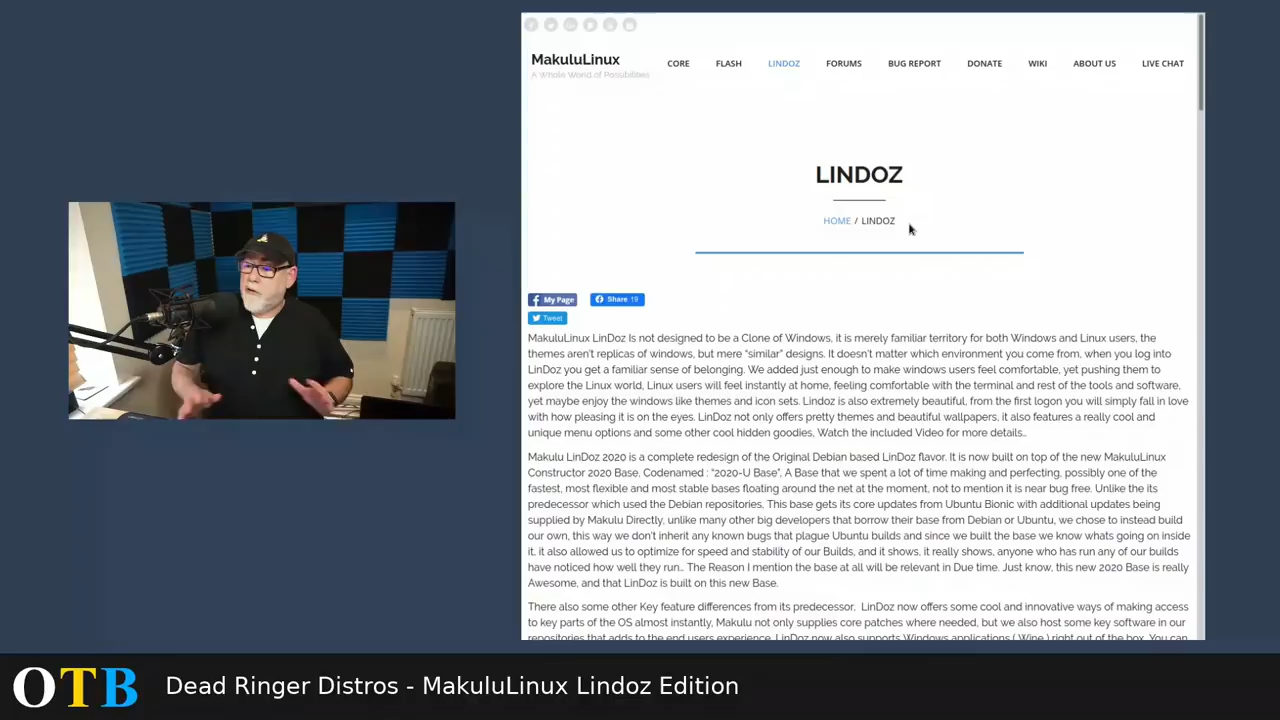 MakuluLinux
A Whole World of Possibilities
CORE FLASH LINDOZ FORUMS BUG REPORT DONATE WIKI ABOUT US LIVE CHAT
LINDOZ
HOME / LINDOZ
My Page Share 19
Tweet
MakuluLinux LinDoz Is not designed to be a Clone of Windows, it is merely familiar territory for both Windows and Linux users, the
themes aren't replicas of windows, but mere “similar” designs. It doesn't matter which environment you come from, when you log into
LinDoz you get a familiar sense of belonging. We added just enough to make windows users feel comfortable, yet pushing them to
explore the Linux world, Linux users will feel instantly at home, feeling comfortable with the terminal and rest of the tools and software,
yet maybe enjoy the windows like themes and icon sets. Lindoz is also extremely beautiful, from the first logon you will simply fall in love
with how pleasing it is on the eyes. LinDoz not only offers pretty themes and beautiful wallpapers, it also features a really cool and
unique menu options and some other cool hidden goodies, Watch the included Video for more details..
Makulu LinDoz 2020 is a complete redesign of the Original Debian based LinDoz flavor. It is now built on top of the new MakuluLinux
Constructor 2020 Base, Codenamed : “2020-U Base”, A Base that we spent a lot of time making and perfecting, possibly one of the
fastest, most flexible and most stable bases floating around the net at the moment, not to mention it is near bug free. Unlike the its
predecessor which used the Debian repositories, This base gets its core updates from Ubuntu Bionic with additional updates being
supplied by Makulu Directly, unlike many other big developers that borrow their base from Debian or Ubuntu, we chose to instead build
our own, this way we don't inherit any known bugs that plague Ubuntu builds and since we built the base we know whats going on inside
it, it also allowed us to optimize for speed and stability of our Builds, and it shows, it really shows, anyone who has run any of our builds
have noticed how well they run.. The Reason I mention the base at all will be relevant in Due time. Just know, this new 2020 Base is really
Awesome, and that LinDoz is built on this new Base.
There also some other Key feature differences from its predecessor, LinDoz now offers some cool and innovative ways of making access
to key parts of the OS almost instantly, Makulu not only supplies core patches where needed, but we also host some key software in our
repositories that adds to the end users experience. LinDoz now also supports Windows applications ( Wine ) right out of the box. You can
OTB Dead Ringer Distros - MakuluLinux Lindoz Edition